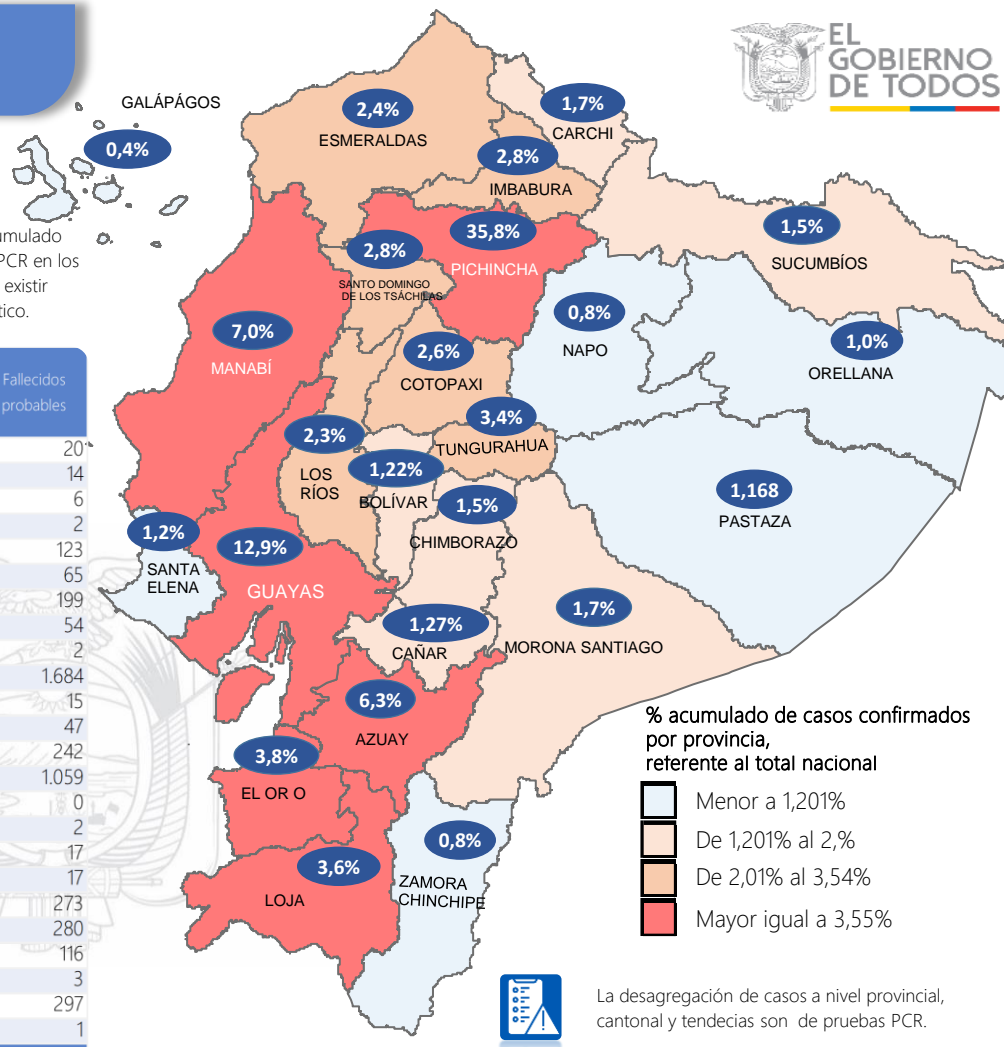 EL
GOBIERNO
DE TODOS
GALÁPÁGOS
0,4%
2,4%
ESMERALDAS
1,7%
CARCHI
2,8%
IMBABURA
1,5%
SUCUMBÍOS
umulado
PCR en los
existir
tico.
35,8%
PICHINCHA
2,8%
SANTO DOMINGO
DE LOS TSÁCHILAS
7,0%
MANABÍ
0,8%
NAPO
1,0%
ORELLANA
2,6%
COTOPAXI
3,4%
TUNGURAHUA
2,3%
LOS
RÍOS
1,22%
BOLÍVAR
1,5%
CHIMBORAZO
1,168
PASTAZA
1,2%
SANTA
ELENA
12,9%
GUAYAS
1,27%
CAÑAR
1,7%
MORONA SANTIAGO
6,3%
AZUAY
3,8%
EL OR O
3,6%
LOJA
0,8%
ZAMORA
CHINCHIPE
Fallecidos
probables
20
14
6
2
123
65
199
54
2
1.684
15
47
242
1.059
0
2
17
17
273
280
116
3
297
1
% acumulado de casos confirmados
por provincia,
referente al total nacional
Menor a 1,201%
De 1,201% al 2,%
De 2,01% al 3,54%
Mayor igual a 3,55%
La desagregación de casos a nivel provincial,
cantonal y tendecias son de pruebas PCR.